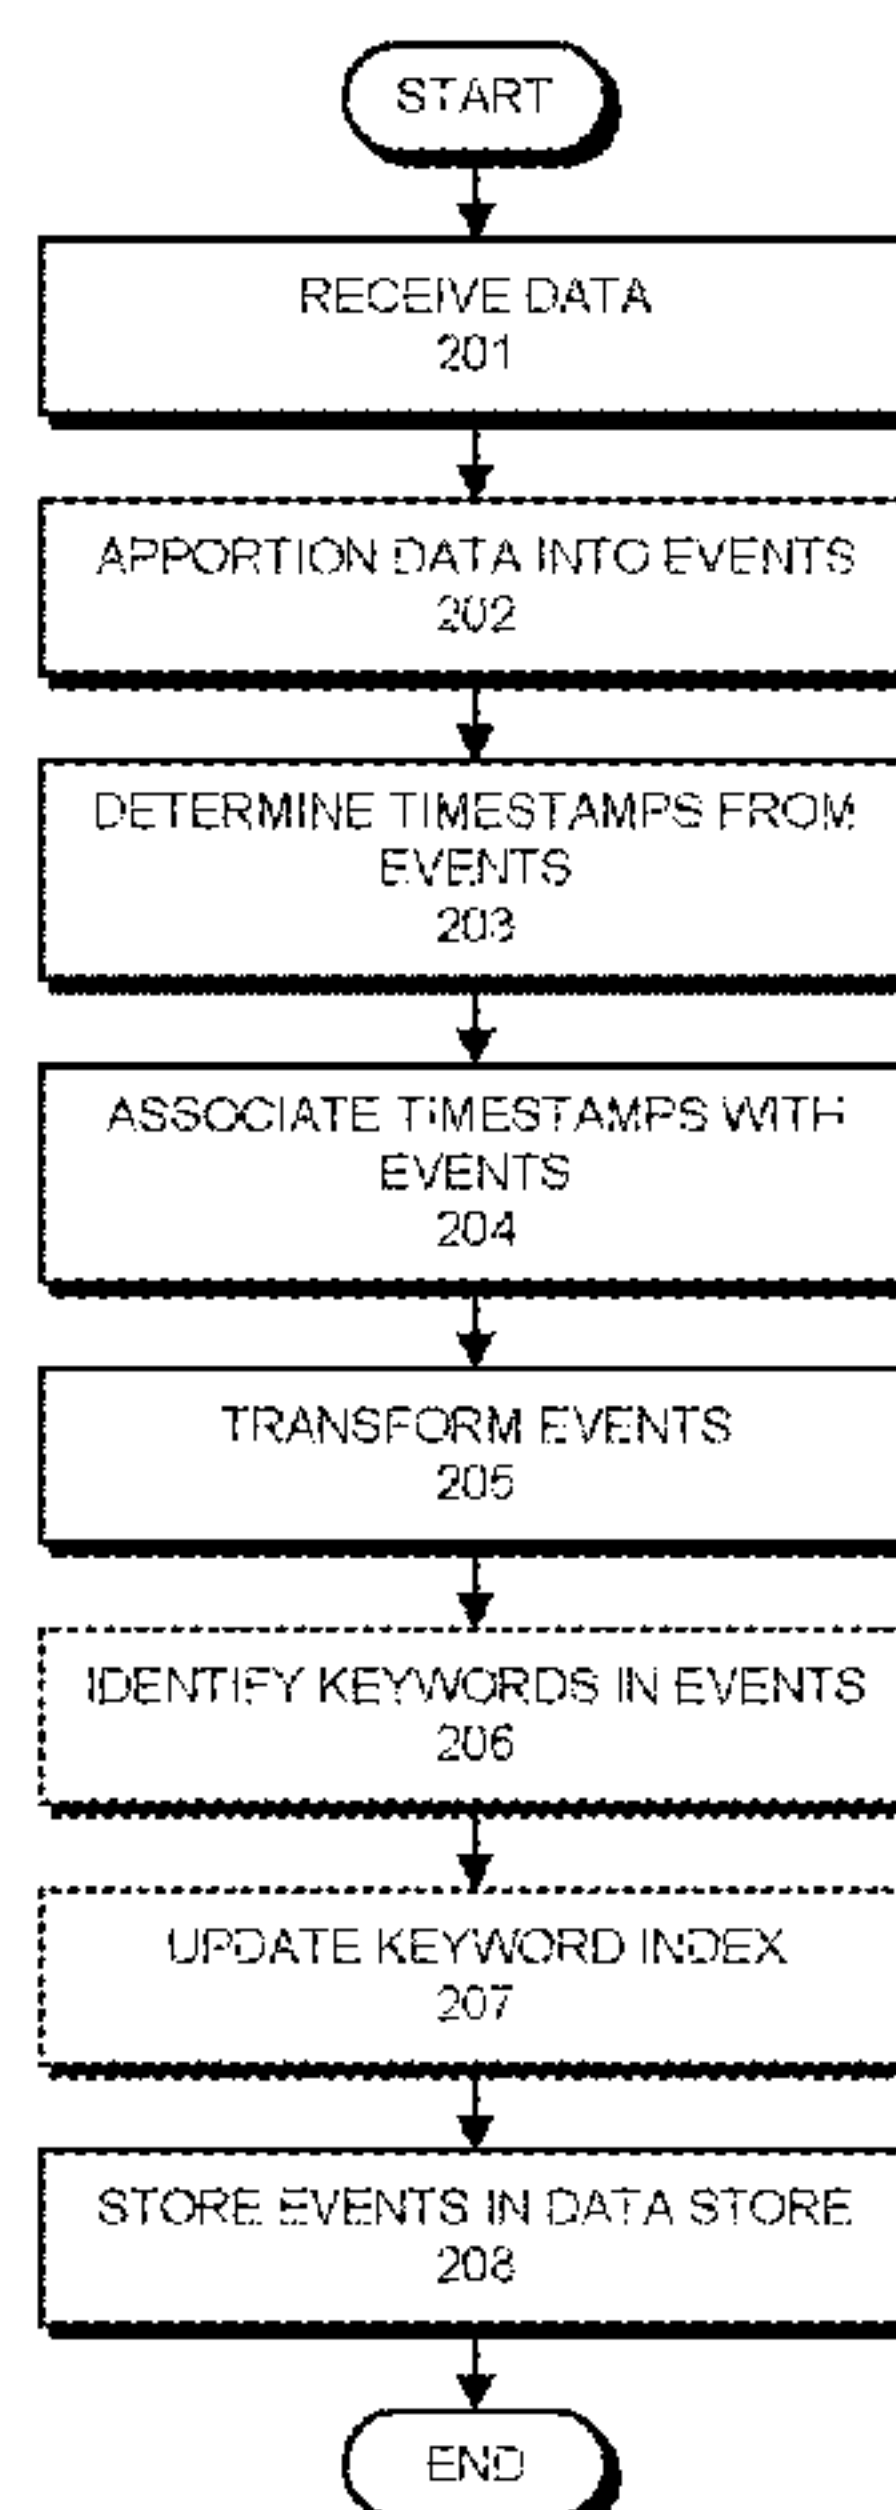 START
RECEIVE DATA
201
APPORTION DATA INTO EVENTS
202
DETERMINE TIMESTAMPS FROM
EVENTS
203
ASSOCIATE TIMESTAMPS WITH
EVENTS
204
TRANSFORM EVENTS
205
IDENTIFY KEYWORDS IN EVENTS
206
UPDATE KEYWORD INDEX
207
STORE EVENTS IN DATA STORE
208
END